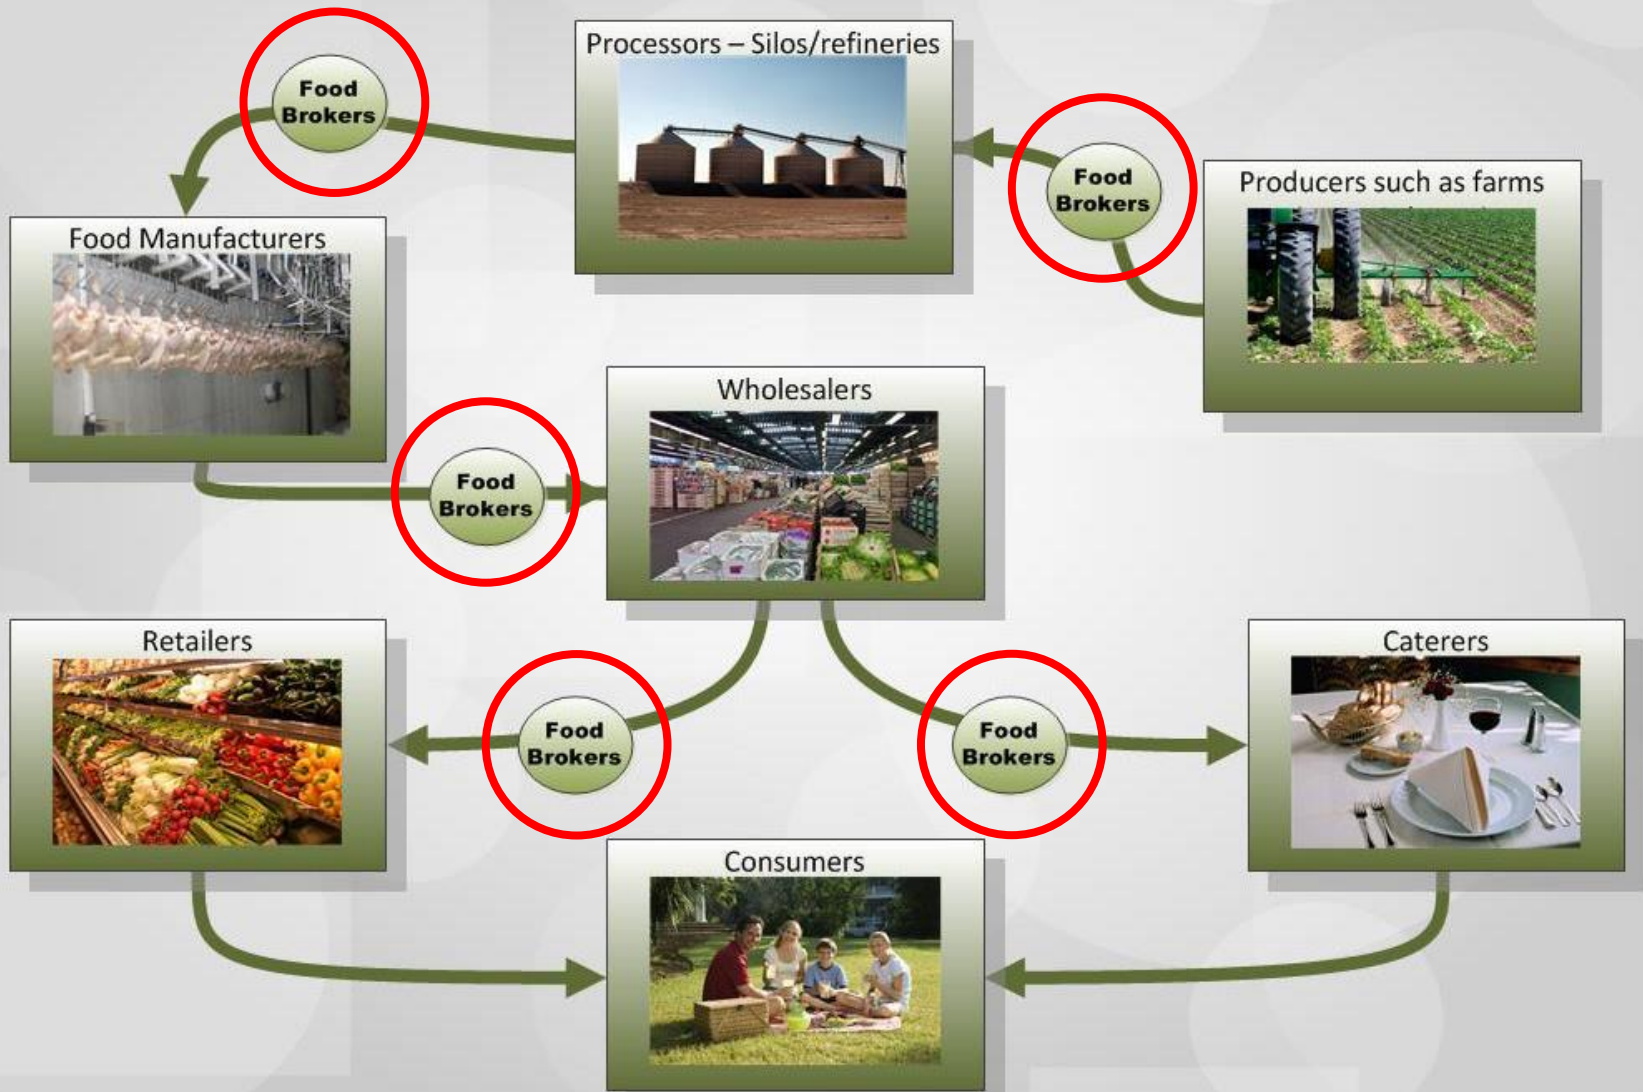 Food
Brokers
Processors – Silos/refineries
Food
Brokers
Producers such as farms
Food Manufacturers
Food
Brokers
Wholesalers
Retailers
Food
Brokers
Food
Brokers
Caterers
Consumers